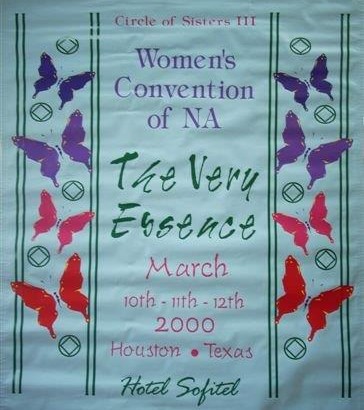 Circle of Sisters III
Women's
Convention
of NA
The Very
Essence
March
10th - 11th - 12th
2000
Houston • Texas
Hotel Sofitel